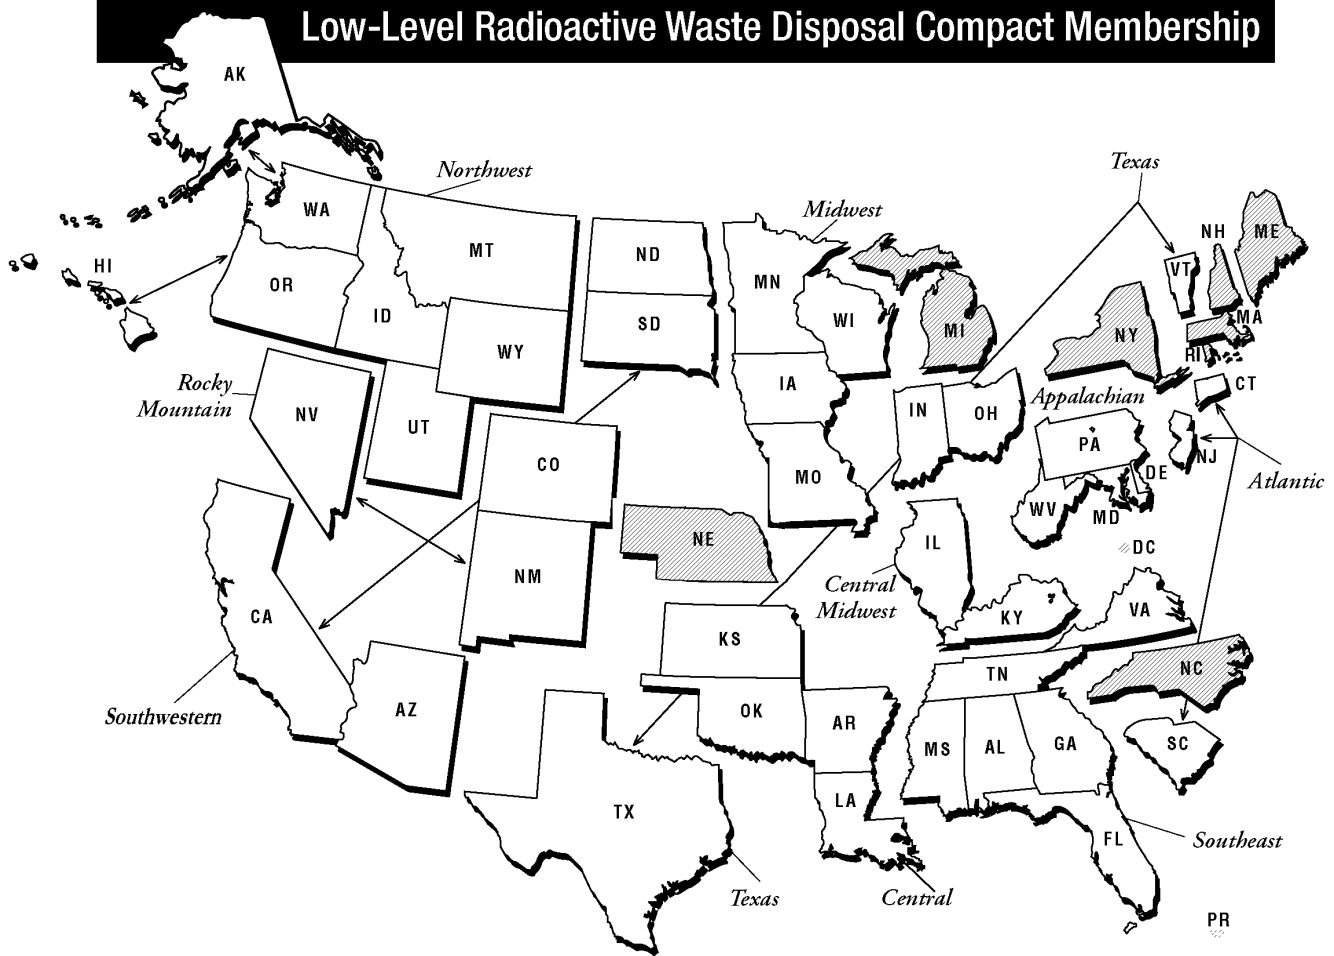 Low-Level Radioactive Waste Disposal Compact Membership
AK
Texas
Northwest
Midwest
WA
NH
ME
MT
ND
MN
VT
HI
OR
ID
SD
WI
MI
NY
MA
RI
WY
Rocky
Mountain
IA
CT
NV
UT
IN
OH
Appalachian
CO
MO
PA
NJ
DE
Atlantic
WV
MD
NE
IL
DC
NM
Central
Midwest
CA
KS
KY
VA
TN
NC
Southwestern
AZ
OK
AR
MS
AL
GA
SC
TX
LA
FL
Southeast
Texas
Central
PR